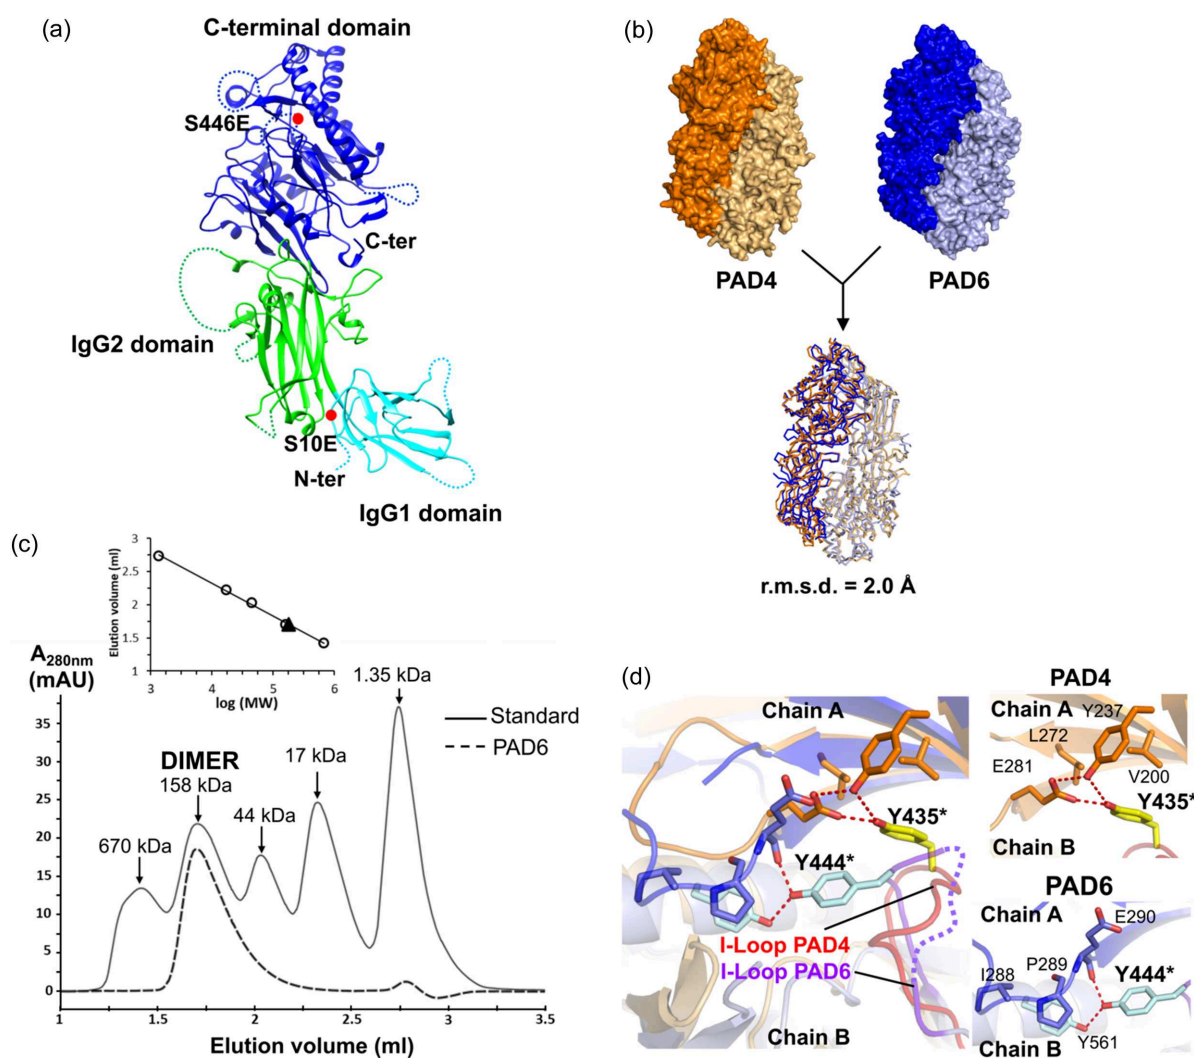 (a)
C-terminal domain
S446E
C-ter
IgG2 domain
S10E
N-ter
IgG1 domain
(b)
PAD4
PAD6
r.m.s.d. = 2.0 Å
(c)
Elution volume (ml)
3
2.5
2
1.5
1
3
4
5
6
log (MW)
A280nm
(mAU)
35
30
25
20
15
10
5
0
670 kDa
DIMER
158 kDa
44 kDa
17 kDa
1.35 kDa
Standard
PAD6
1
1.5
2
2.5
3
3.5
Elution volume (ml)
(d)
Chain A
Y435*
Y444*
I-Loop PAD4
I-Loop PAD6
Chain B
PAD4
Chain A
Y237
L272
E281
V200
Y435*
Chain B
PAD6
Chain A
E290
P289
I288
Y444*
Chain B
Y561